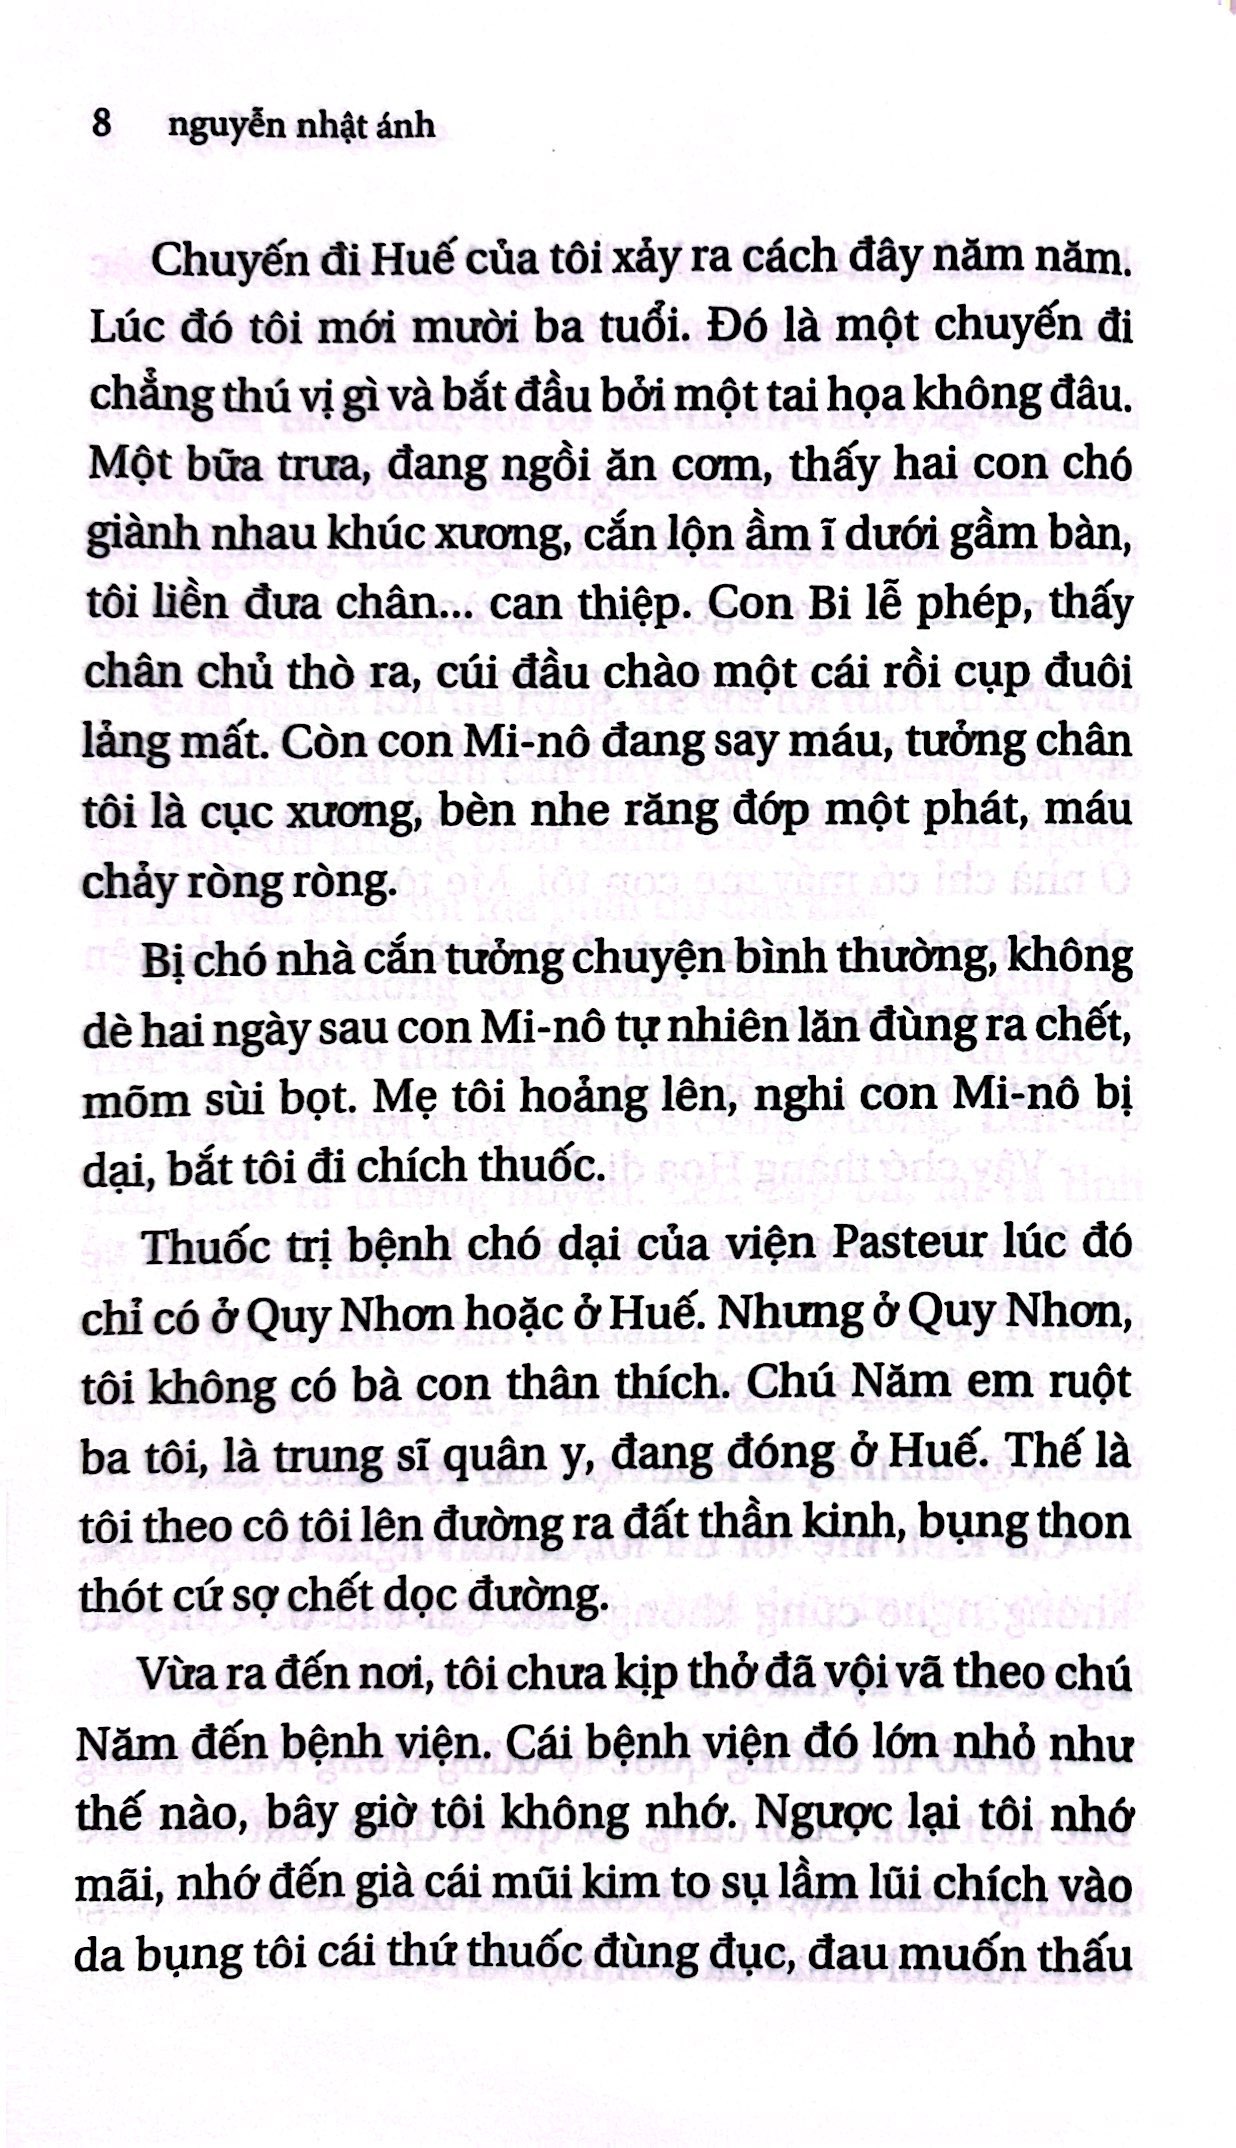 8 nguyễn nhật ánh
Chuyến đi Huế của tôi xảy ra cách đây năm năm.
Lúc đó tôi mới mười ba tuổi. Đó là một chuyến đi
chẳng thú vị gì và bắt đầu bởi một tai họa không đâu.
Một bữa trưa, đang ngồi ăn cơm, thấy hai con chó
giành nhau khúc xương, cắn lộn ầm ĩ dưới gầm bàn,
tôi liền đưa chân... can thiệp. Con Bi lễ phép, thấy
chân chủ thò ra, cúi đầu chào một cái rồi cụp đuôi
lảng mất. Còn con Mi-nô đang say máu, tưởng chân
tôi là cục xương, bèn nhe răng đớp một phát, máu
chảy ròng ròng.
Bị chó nhà cắn tưởng chuyện bình thường, không
dè hai ngày sau con Mi-nô tự nhiên lăn đùng ra chết,
mõm sùi bọt. Mẹ tôi hoảng lên, nghi con Mi-nô bị
dại, bắt tôi đi chích thuốc.
Thuốc trị bệnh chó dại của viện Pasteur lúc đó
chỉ có ở Quy Nhơn hoặc ở Huế. Nhưng ở Quy Nhơn,
tôi không có bà con thân thích. Chú Năm em ruột
ba tôi, là trung sĩ quân y, đang đóng ở Huế. Thế là
tôi theo cô tôi lên đường ra đất thần kinh, bụng thon
thót cứ sợ chết dọc đường.
Vừa ra đến nơi, tôi chưa kịp thở đã vội vã theo chú
Năm đến bệnh viện. Cái bệnh viện đó lớn nhỏ như
thế nào, bây giờ tôi không nhớ. Ngược lại tôi nhớ
mãi, nhớ đến già cái mũi kim to sụ lầm lũi chích vào
da bụng tôi cái thứ thuốc đùng đục, đau muốn thấu